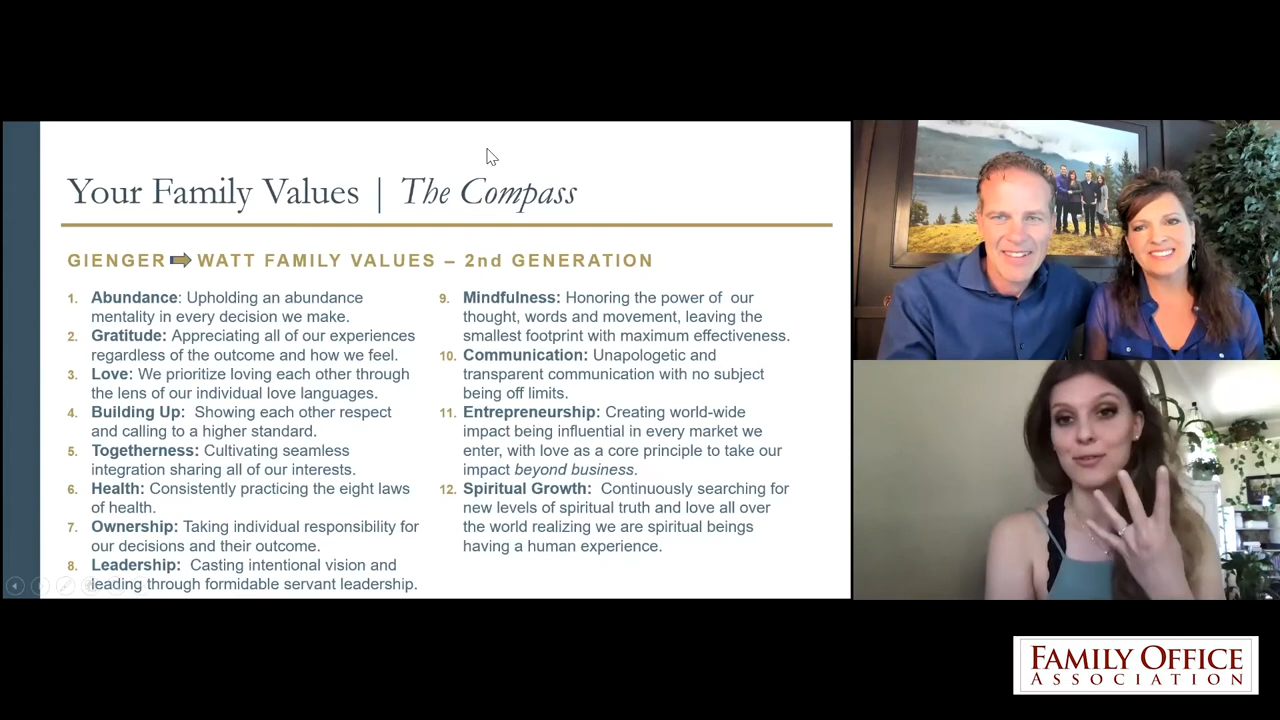 Your Family Values | The Compass
GIENGER WATT FAMILY VALUES – 2nd GENERATION
1. Abundance: Upholding an abundance
mentality in every decision we make.
2. Gratitude: Appreciating all of our experiences
regardless of the outcome and how we feel.
3. Love: We prioritize loving each other through
the lens of our individual love languages.
4. Building Up: Showing each other respect
and calling to a higher standard.
5. Togetherness: Cultivating seamless
integration sharing all of our interests.
6. Health: Consistently practicing the eight laws
of health.
7. Ownership: Taking individual responsibility for
our decisions and their outcome.
8. Leadership: Casting intentional vision and
leading through formidable servant leadership.
9. Mindfulness: Honoring the power of our
thought, words and movement, leaving the
smallest footprint with maximum effectiveness.
10. Communication: Unapologetic and
transparent communication with no subject
being off limits.
11. Entrepreneurship: Creating world-wide
impact being influential in every market we
enter, with love as a core principle to take our
impact beyond business.
12. Spiritual Growth: Continuously searching for
new levels of spiritual truth and love all over
the world realizing we are spiritual beings
having a human experience.
FAMILY OFFICE
ASSOCIATION